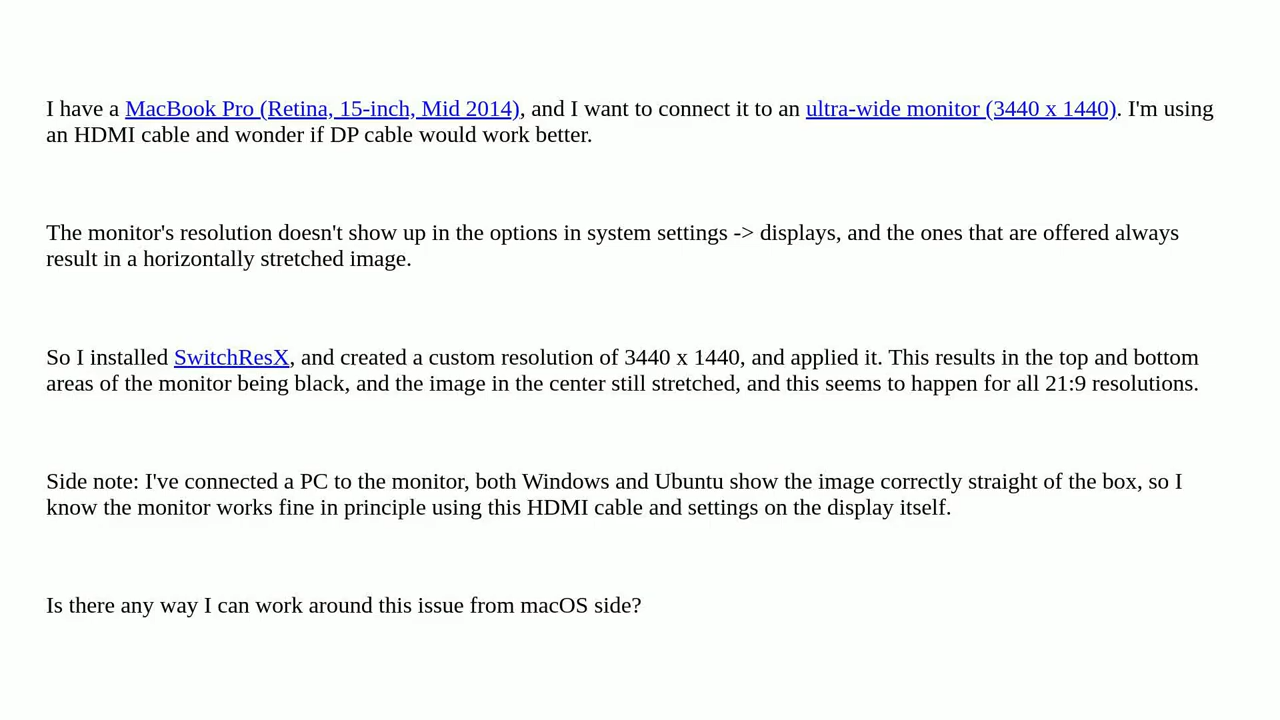 I have a MacBook Pro (Retina, 15-inch, Mid 2014), and I want to connect it to an ultra-wide monitor (3440 x 1440). I'm using
an HDMI cable and wonder if DP cable would work better.
The monitor's resolution doesn't show up in the options in system settings -> displays, and the ones that are offered always
result in a horizontally stretched image.
So I installed SwitchResX, and created a custom resolution of 3440 x 1440, and applied it. This results in the top and bottom
areas of the monitor being black, and the image in the center still stretched, and this seems to happen for all 21:9 resolutions.
Side note: I've connected a PC to the monitor, both Windows and Ubuntu show the image correctly straight of the box, so I
know the monitor works fine in principle using this HDMI cable and settings on the display itself.
Is there any way I can work around this issue from macOS side?